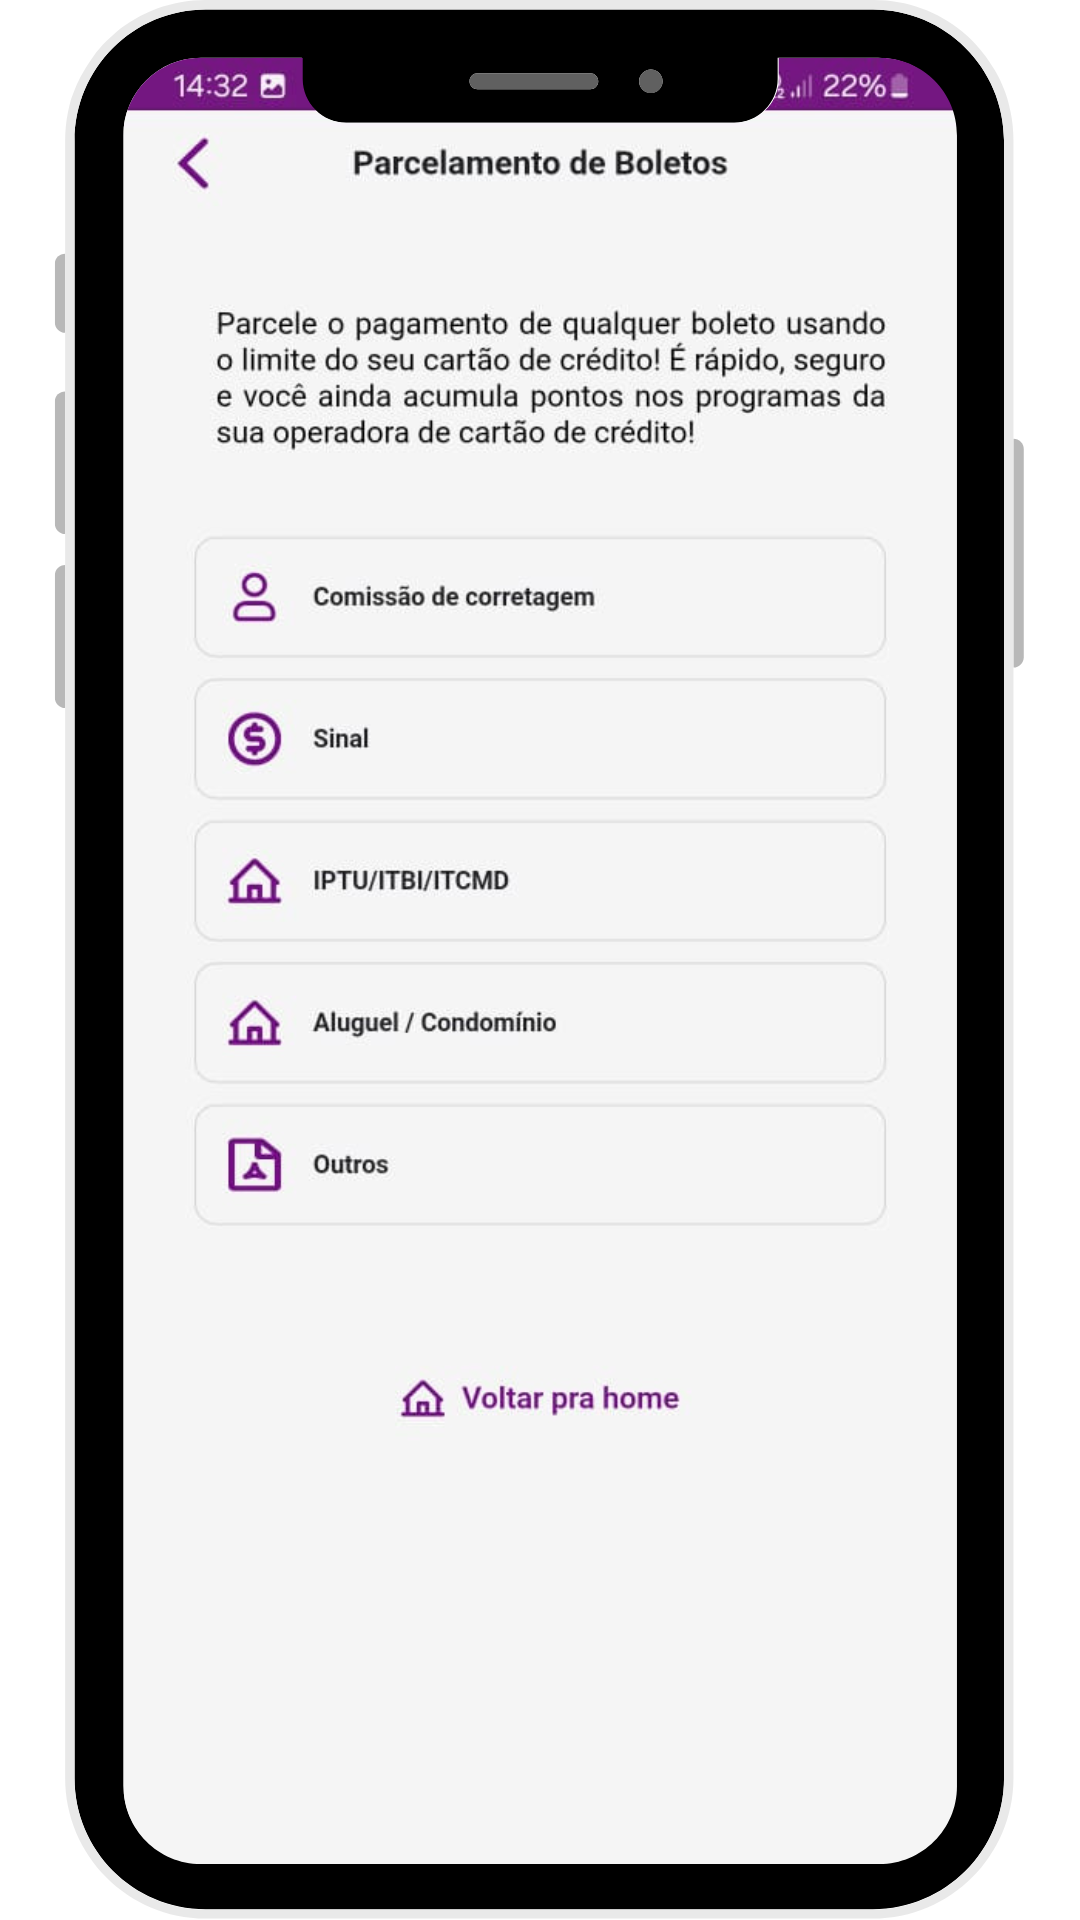 14:32
22%
Parcelamento de Boletos
Parcele o pagamento de qualquer boleto usando
o limite do seu cartão de crédito! É rápido, seguro
e você ainda acumula pontos nos programas da
sua operadora de cartão de crédito!
Comissão de corretagem
Sinal
IPTU/ITBI/ITCMD
Aluguel / Condomínio
Outros
Voltar pra home